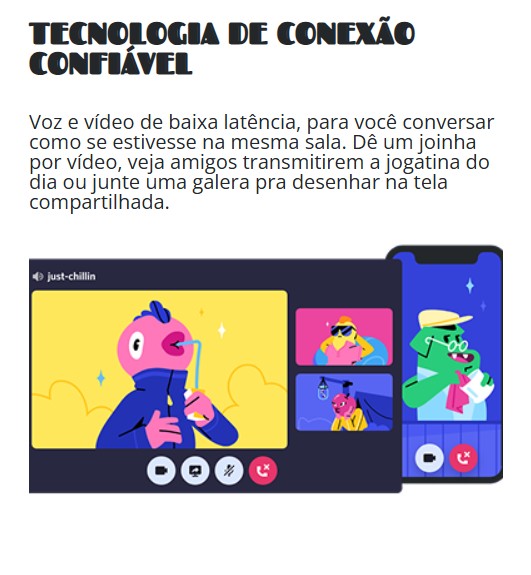 TECNOLOGIA DE CONEXÃO
CONFIÁVEL
Voz e vídeo de baixa latência, para você conversar
como se estivesse na mesma sala. Dê um joinha
por vídeo, veja amigos transmitirem a jogatina do
dia ou junte uma galera pra desenhar na tela
compartilhada.
just-chillin